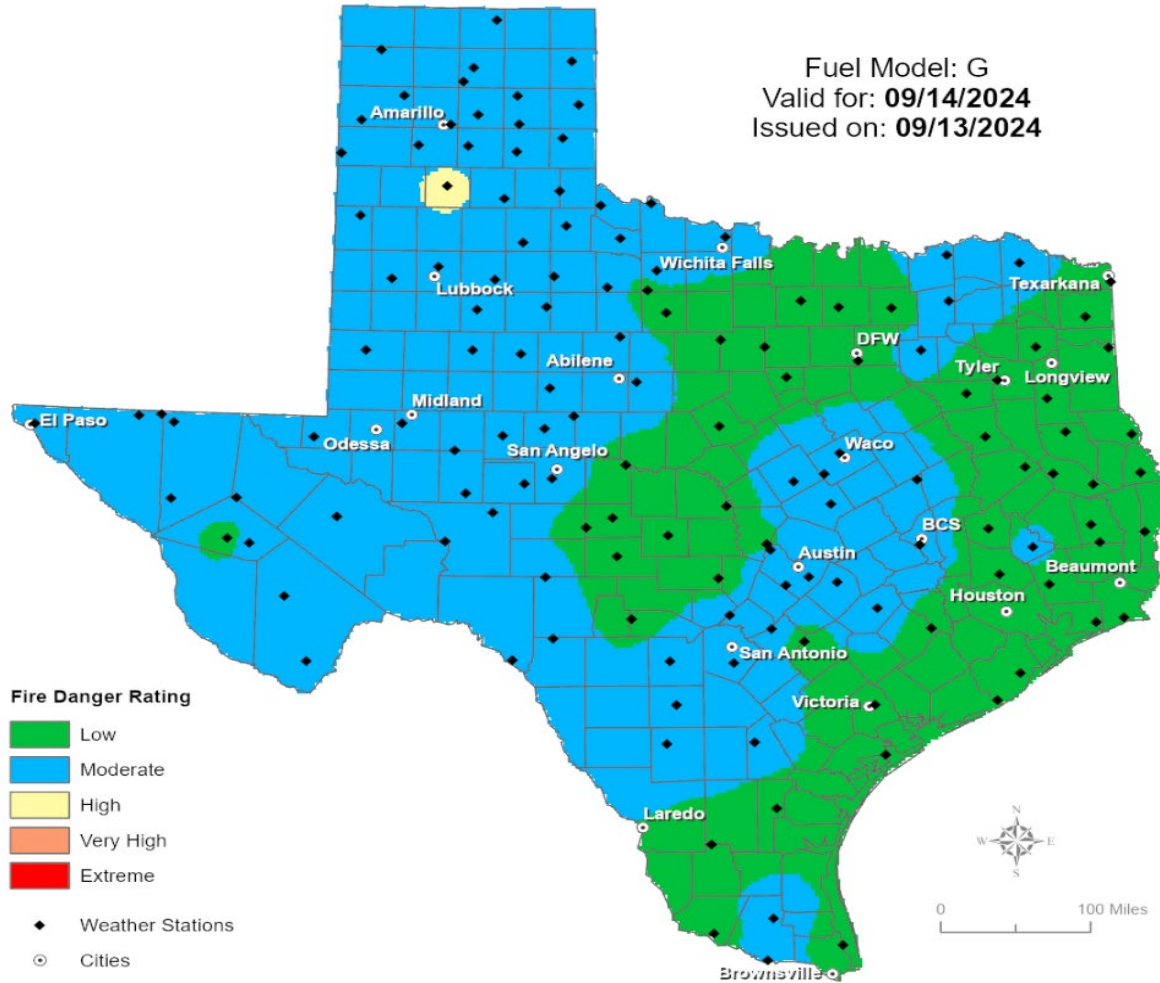 Fuel Model: G
Valid for: 09/14/2024
Issued on: 09/13/2024
Amarillo
Wichita Falls
Lubbock
Texarkana
DFW
Abilene
Tyler
Longview
Midland
El Paso
Odessa
San Angelo
Waco
BCS
Austin
Beaumont
Houston
San Antonio
Victoria
Laredo
Brownsville
Fire Danger Rating
Low
Moderate
High
Very High
Extreme
Weather Stations
Cities
N
W E
S
0 100 Miles